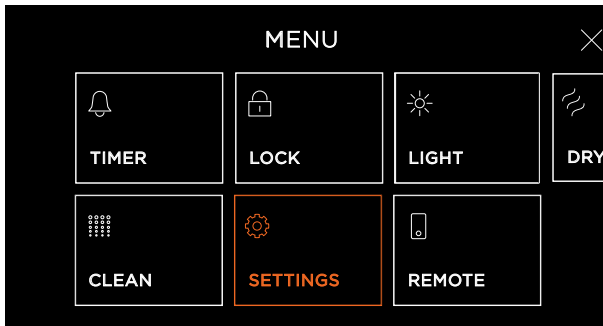 MENU
TIMER
LOCK
LIGHT
DRY
CLEAN
SETTINGS
REMOTE